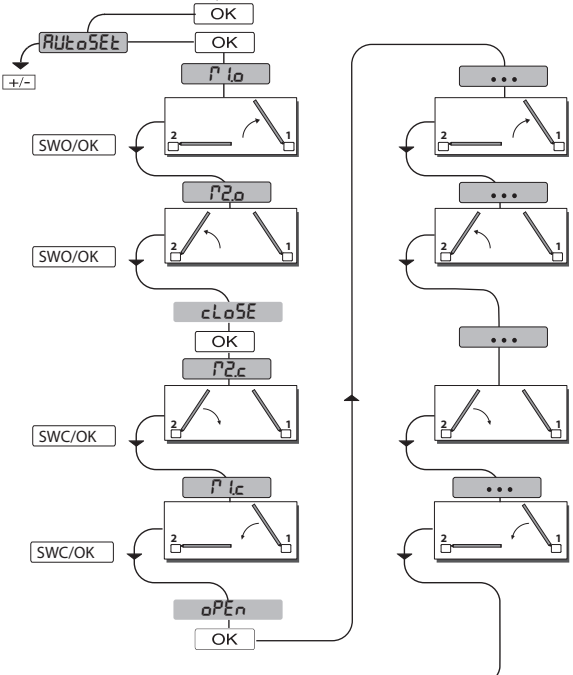 OK
AUtoSEt
OK
+/-
M1.o
2 1
SWO/OK
M2.o
2 1
SWO/OK
cLoSE
OK
M2.c
2 1
SWC/OK
M1.c
2 1
SWC/OK
oPEn
OK
...
2 1
...
2 1
...
2 1
...
2 1